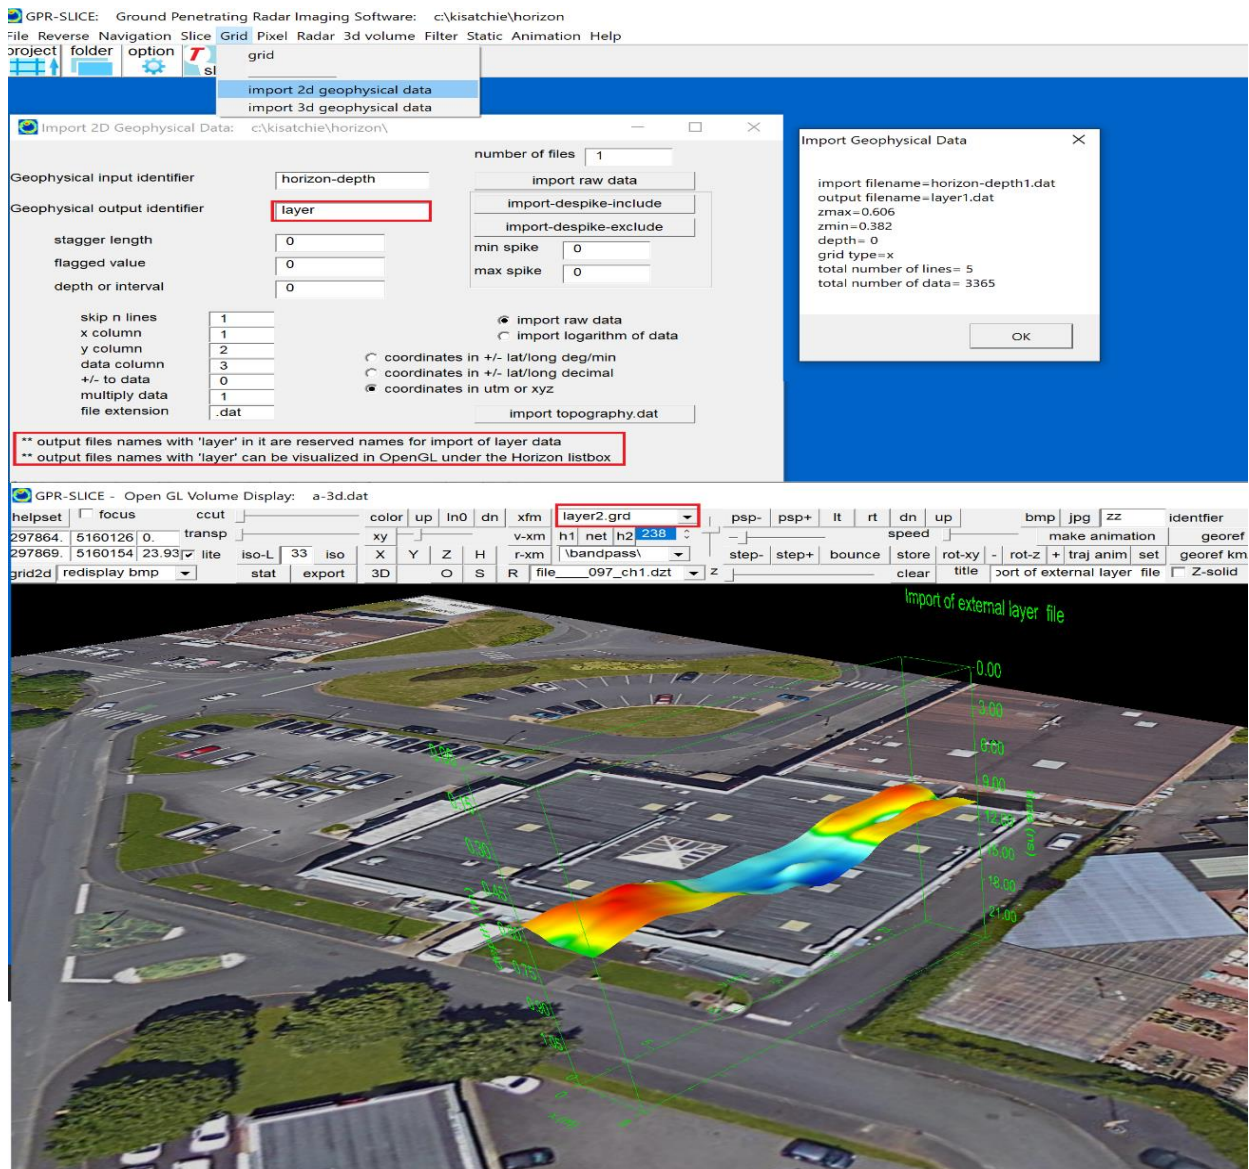 GPR-SLICE: Ground Penetrating Radar Imaging Software: c:\kisatchie\horizon
File Reverse Navigation Slice Grid Pixel Radar 3d volume Filter Static Animation Help
project folder option
grid
import 2d geophysical data
import 3d geophysical data
Import 2D Geophysical Data: c:\kisatchie\horizon\
number of files 1
Geophysical input identifier horizon-depth import raw data
Geophysical output identifier layer import-despike-include
import-despike-exclude
stagger length 0 min spike 0
flagged value 0 max spike 0
depth or interval 0
skip n lines 1 import raw data
x column 1 import logarithm of data
y column 2 coordinates in +/- lat/long deg/min
data column 3 coordinates in +/- lat/long decimal
+/- to data 0 coordinates in utm or xyz
multiply data 1
file extension .dat import topography.dat
** output files names with 'layer' in it are reserved names for import of layer data
** output files names with 'layer' can be visualized in OpenGL under the Horizon listbox
Import Geophysical Data
import filename=horizon-depth1.dat
output filename=layer1.dat
zmax=0.606
zmin=0.382
depth= 0
grid type=x
total number of lines= 5
total number of data= 3365
OK
GPR-SLICE - Open GL Volume Display: a-3d.dat
helpset focus ccut color up ln0 dn xfm layer2.grd psp- psp+ lt rt dn up bmp jpg zz identfier
297864. 5160126 0. transp xy v-xm h1 net h2 238 speed make animation georef
297869. 5160154 23.93 lite iso-L 33 iso X Y Z H r-xm \bandpass\ step- step+ bounce store rot-xy - rot-z + traj anim set georef km
grid2d redisplay bmp stat export 3D O S R file____097_ch1.dzt z clear title port of external layer file Z-solid
Import of external layer file
0.00
3.00
9.00
12.00
15.00
18.00
21.00
0.15
0.30
0.45
0.75
0.90
1.05